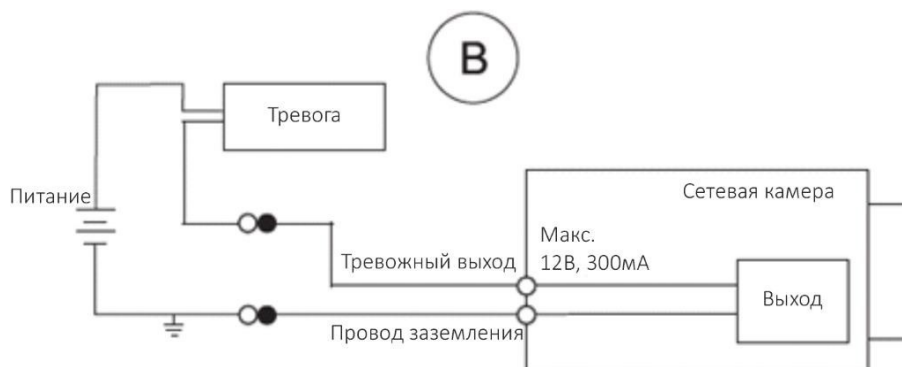 B
Тревога
Питание
Сетевая камера
Макс.
12В, 300мА
Тревожный выход
Выход
Провод заземления